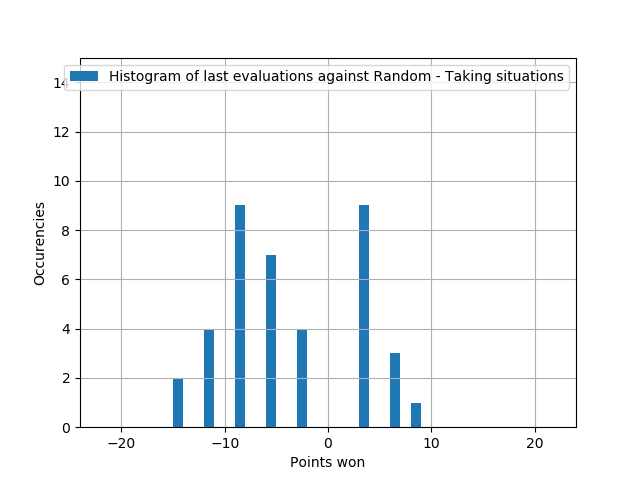 Histogram of last evaluations against Random - Taking situations
14
12
10
8
6
4
2
0
Occurencies
−20 −10 0 10 20
Points won